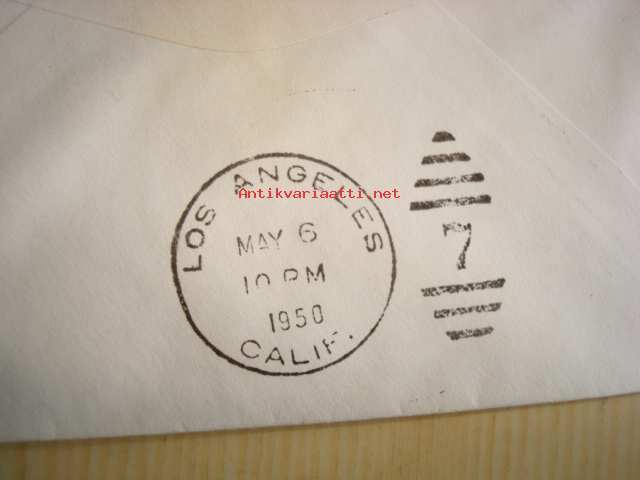 LOS ANGELES
Antikvariaatti.net
MAY 6
10 PM
1950
CALIF.
7